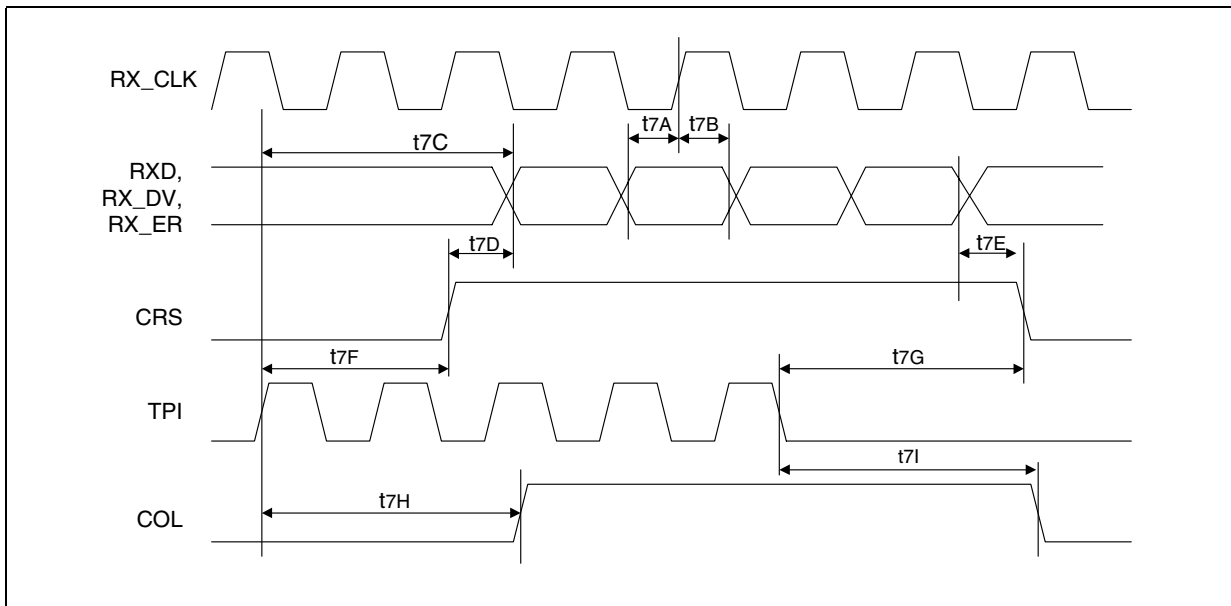 RX_CLK
t7A
t7B
t7C
RXD,
RX_DV,
RX_ER
t7D
t7E
CRS
t7F
t7G
TPI
t7I
t7H
COL